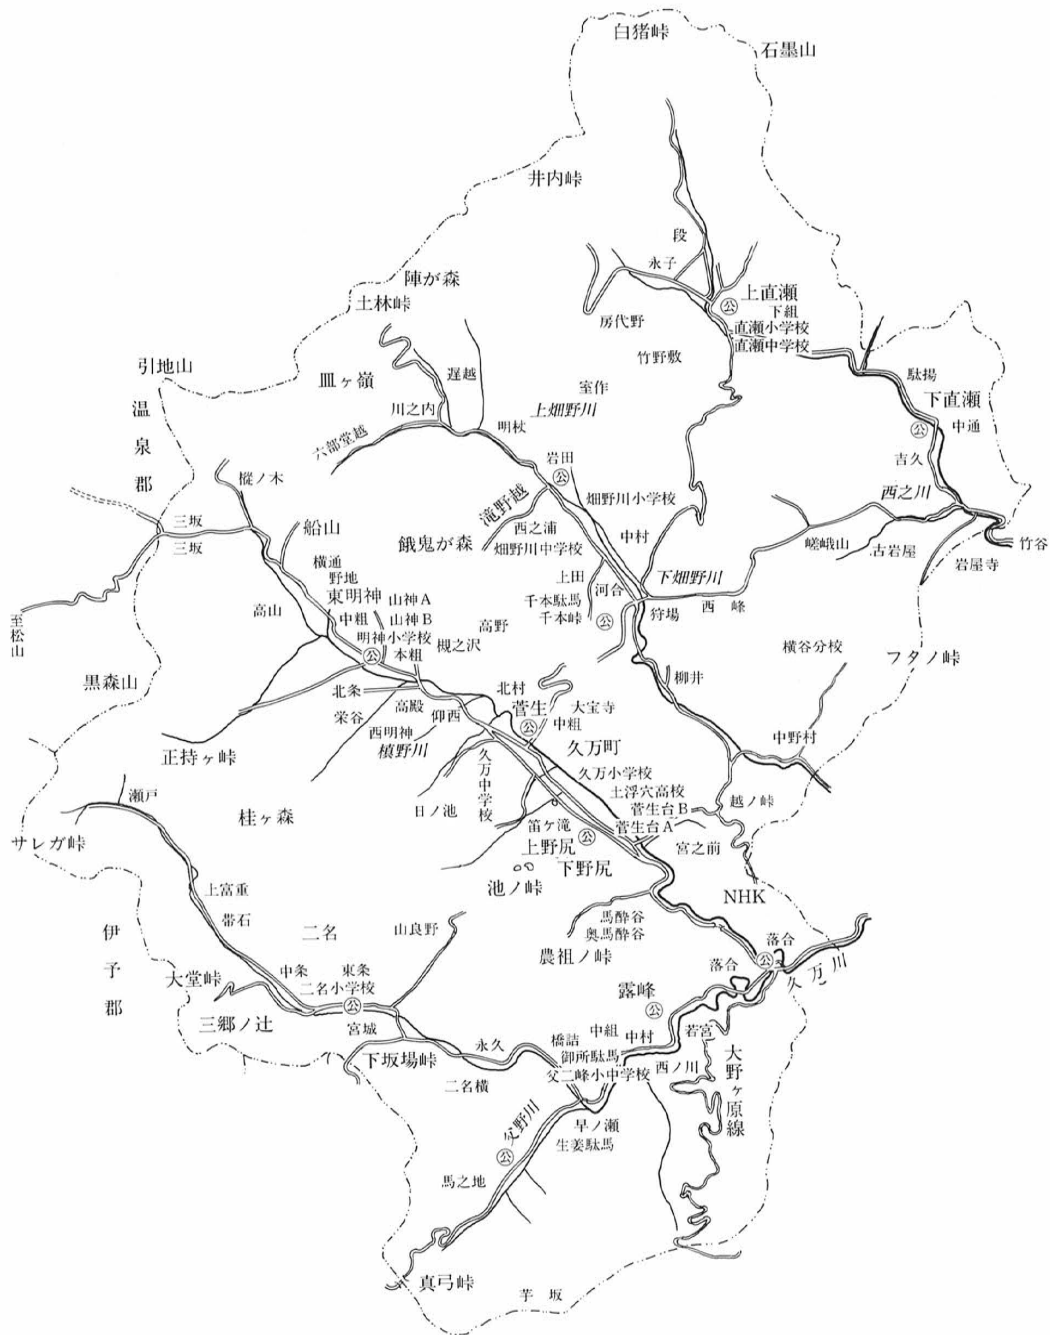 白猪峠
石墨山
井内峠
段
永子
陣が森
土林峠
上直瀬
㊡
下組
房代野
直瀬小学校
直瀬中学校
引地山
皿ヶ嶺
遅越
竹野敷
駄揚
下直瀬
室作
上畑野川
川之内
温泉郡
明杖
中通
六部堂越
岩田
吉久
樅ノ木
滝野越
畑野川小学校
西之川
三坂
三坂
船山
西之浦
中村
餓鬼が森
畑野川中学校
嵯峨山
古岩屋
岩屋寺
竹谷
横通
野地
上田
下畑野川
東明神
山神A
河合
高山
中粗
山神B
千本駄馬
狩場
西峰
至松山
明神小学校
高野
千本峠
槻之沢
本粗
横谷分校
フタノ峠
黒森山
北条
北村
柳井
高殿
菅生
大宝寺
栄谷
仰西
中粗
西明神
槙野川
久万町
中野村
正持ヶ峠
久万中学校
久万小学校
土浮穴高校
瀬戸
日ノ池
菅生台B
越ノ峠
桂ヶ森
笛ケ滝
菅生台A
サレガ峠
上野尻
宮之前
下野尻
池ノ峠
上富重
NHK
帯石
馬酔谷
伊予郡
二名
山良野
奥馬酔谷
農祖ノ峠
落合
久万川
大堂峠
中条
東条
落合
二名小学校
露峰
三郷ノ辻
宮城
中組
中村
若宮
橋詰
永久
下坂場峠
御所駄馬
西ノ川
大野ヶ原線
二名横
父二峰小中学校
父野川
早ノ瀬
生姜駄馬
馬之地
真弓峠
芋坂